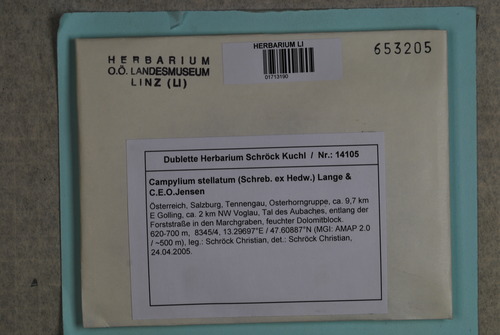 HERBARIUM
O.Ö. LANDESMUSEUM
LINZ (LI)
HERBARIUM LI
01713190
653205
Dublette Herbarium Schröck Kuchl / Nr.: 14105
Campylium stellatum (Schreb. ex Hedw.) Lange &
C.E.O.Jensen
Österreich, Salzburg, Tennengau, Osterhorngruppe, ca. 9,7 km
E Golling, ca. 2 km NW Voglau, Tal des Aubaches, entlang der
Forststraße in den Marchgraben, feuchter Dolomitblock.
620-700 m, 8345/4, 13.29697°E / 47.60887°N (MGI: AMAP 2.0
/ ~500 m), leg.: Schröck Christian, det.: Schröck Christian,
24.04.2005.